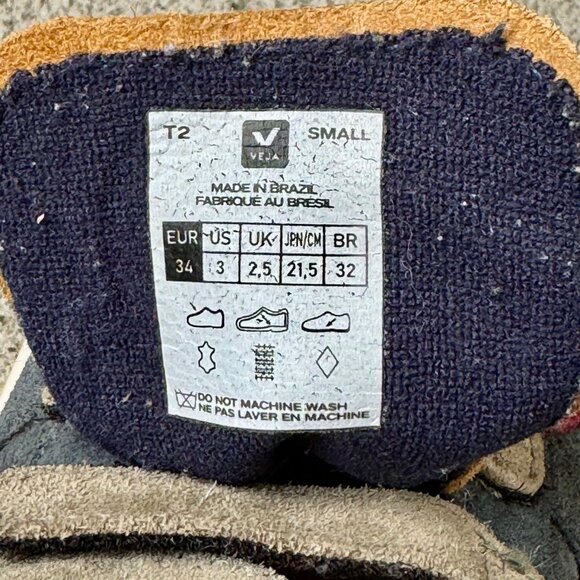 T2 V SMALL
VEJA
MADE IN BRAZIL
FABRIQUÉ AU BRÉSIL
EUR US UK JPN/CM BR
34 3 2,5 21,5 32
DO NOT MACHINE WASH
NE PAS LAVER EN MACHINE